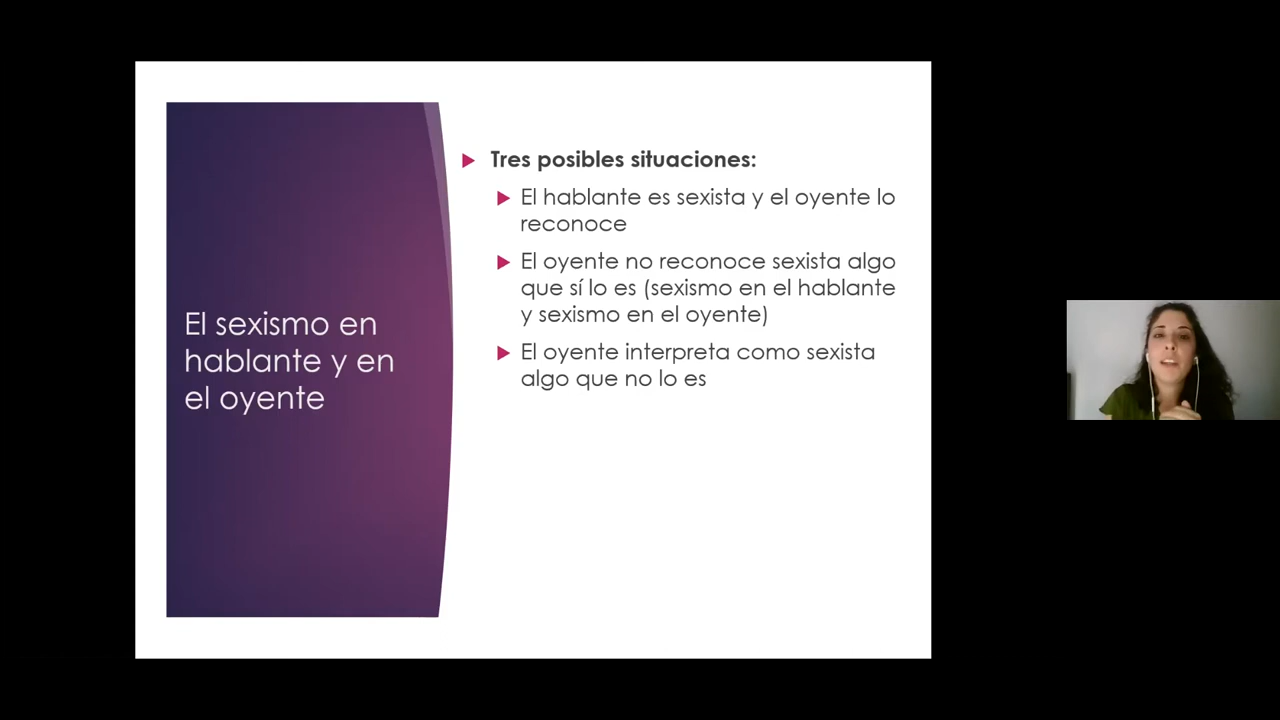 El sexismo en
hablante y en
el oyente
Tres posibles situaciones:
El hablante es sexista y el oyente lo
reconoce
El oyente no reconoce sexista algo
que sí lo es (sexismo en el hablante
y sexismo en el oyente)
El oyente interpreta como sexista
algo que no lo es